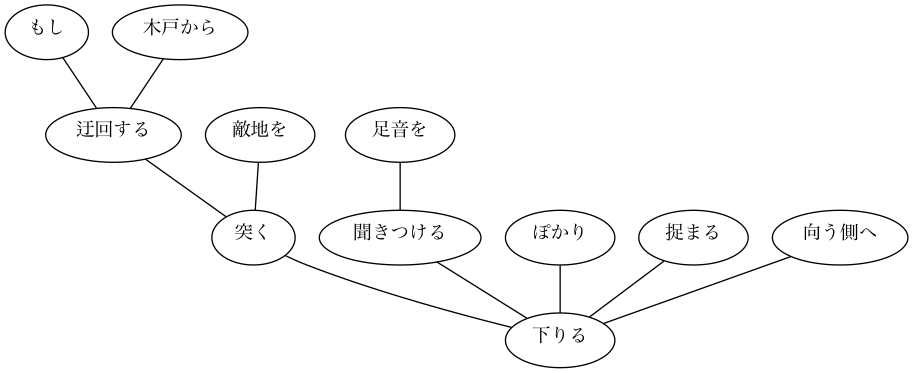 もし
木戸から
迂回する
敵地を
足音を
突く
聞きつける
ぽかり
捉まる
向う側へ
下りる